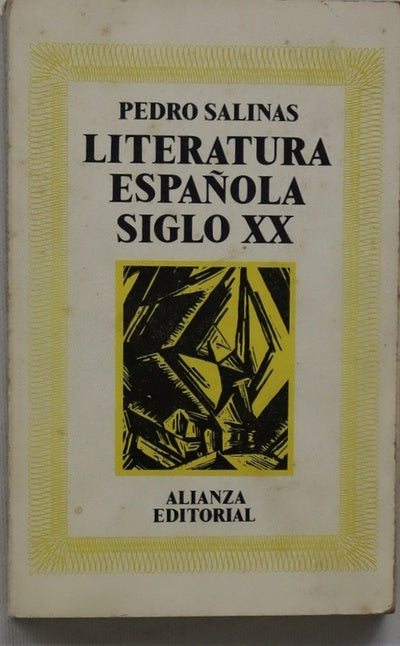 PEDRO SALINAS
LITERATURA
ESPAÑOLA
SIGLO XX
ALIANZA
EDITORIAL